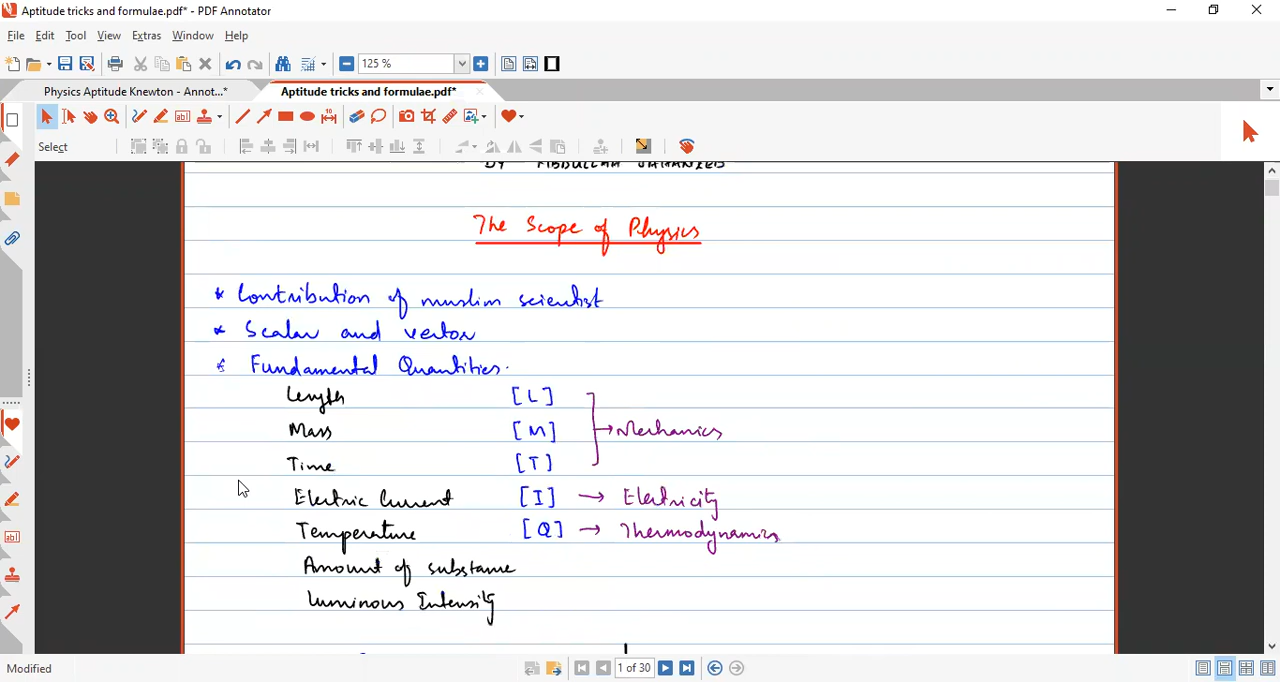 Aptitude tricks and formulae.pdf* - PDF Annotator
File Edit Tool View Extras Window Help
125 %
Physics Aptitude Knewton - Annot...* Aptitude tricks and formulae.pdf*
Select
The Scope of Physics
* Contribution of muslim scientist
* Scalar and vector
* Fundamental Quantities.
Length [L]
Mass [M] → Mechanics
Time [T]
Electric Current [I] → Electricity
Temperature [Q] → Thermodynamics
Amount of substance
Luminous Intensity
Modified 1 of 30